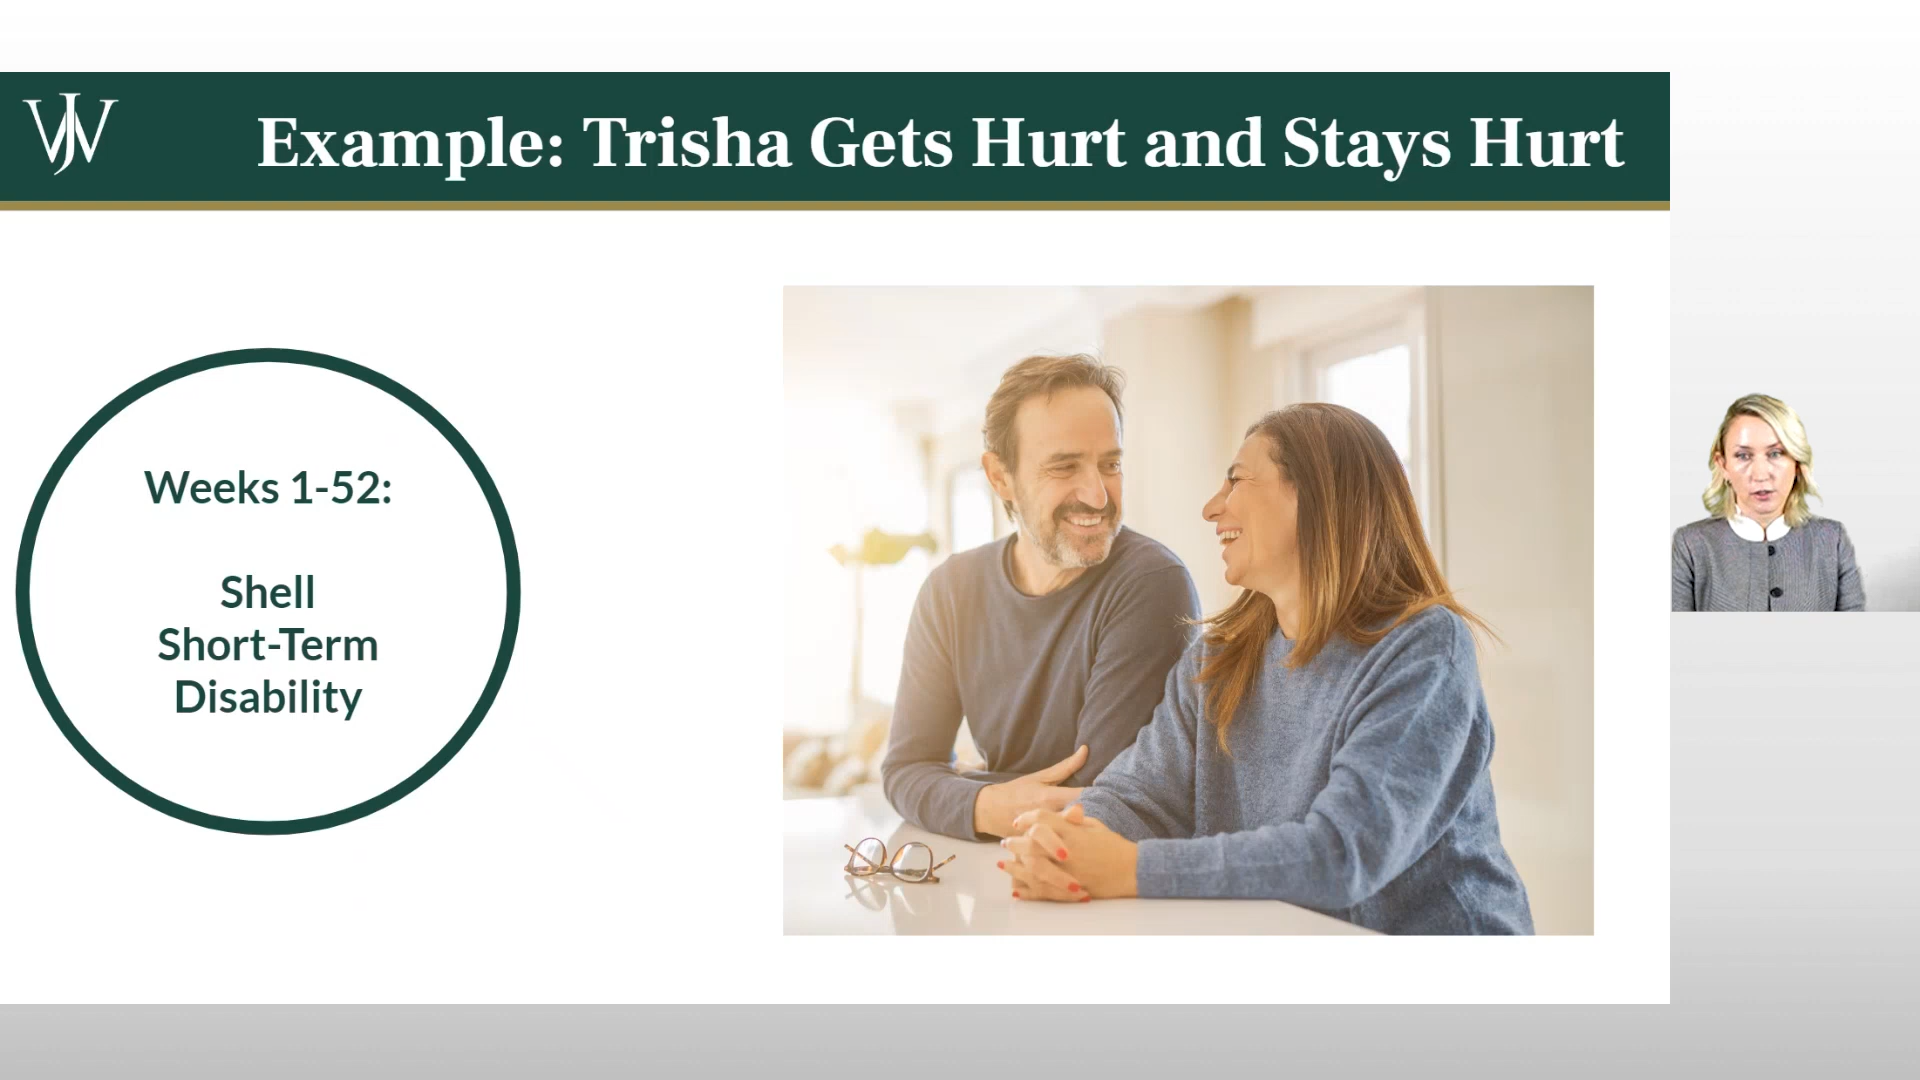 WJ
Example: Trisha Gets Hurt and Stays Hurt
Weeks 1-52:
Shell
Short-Term
Disability